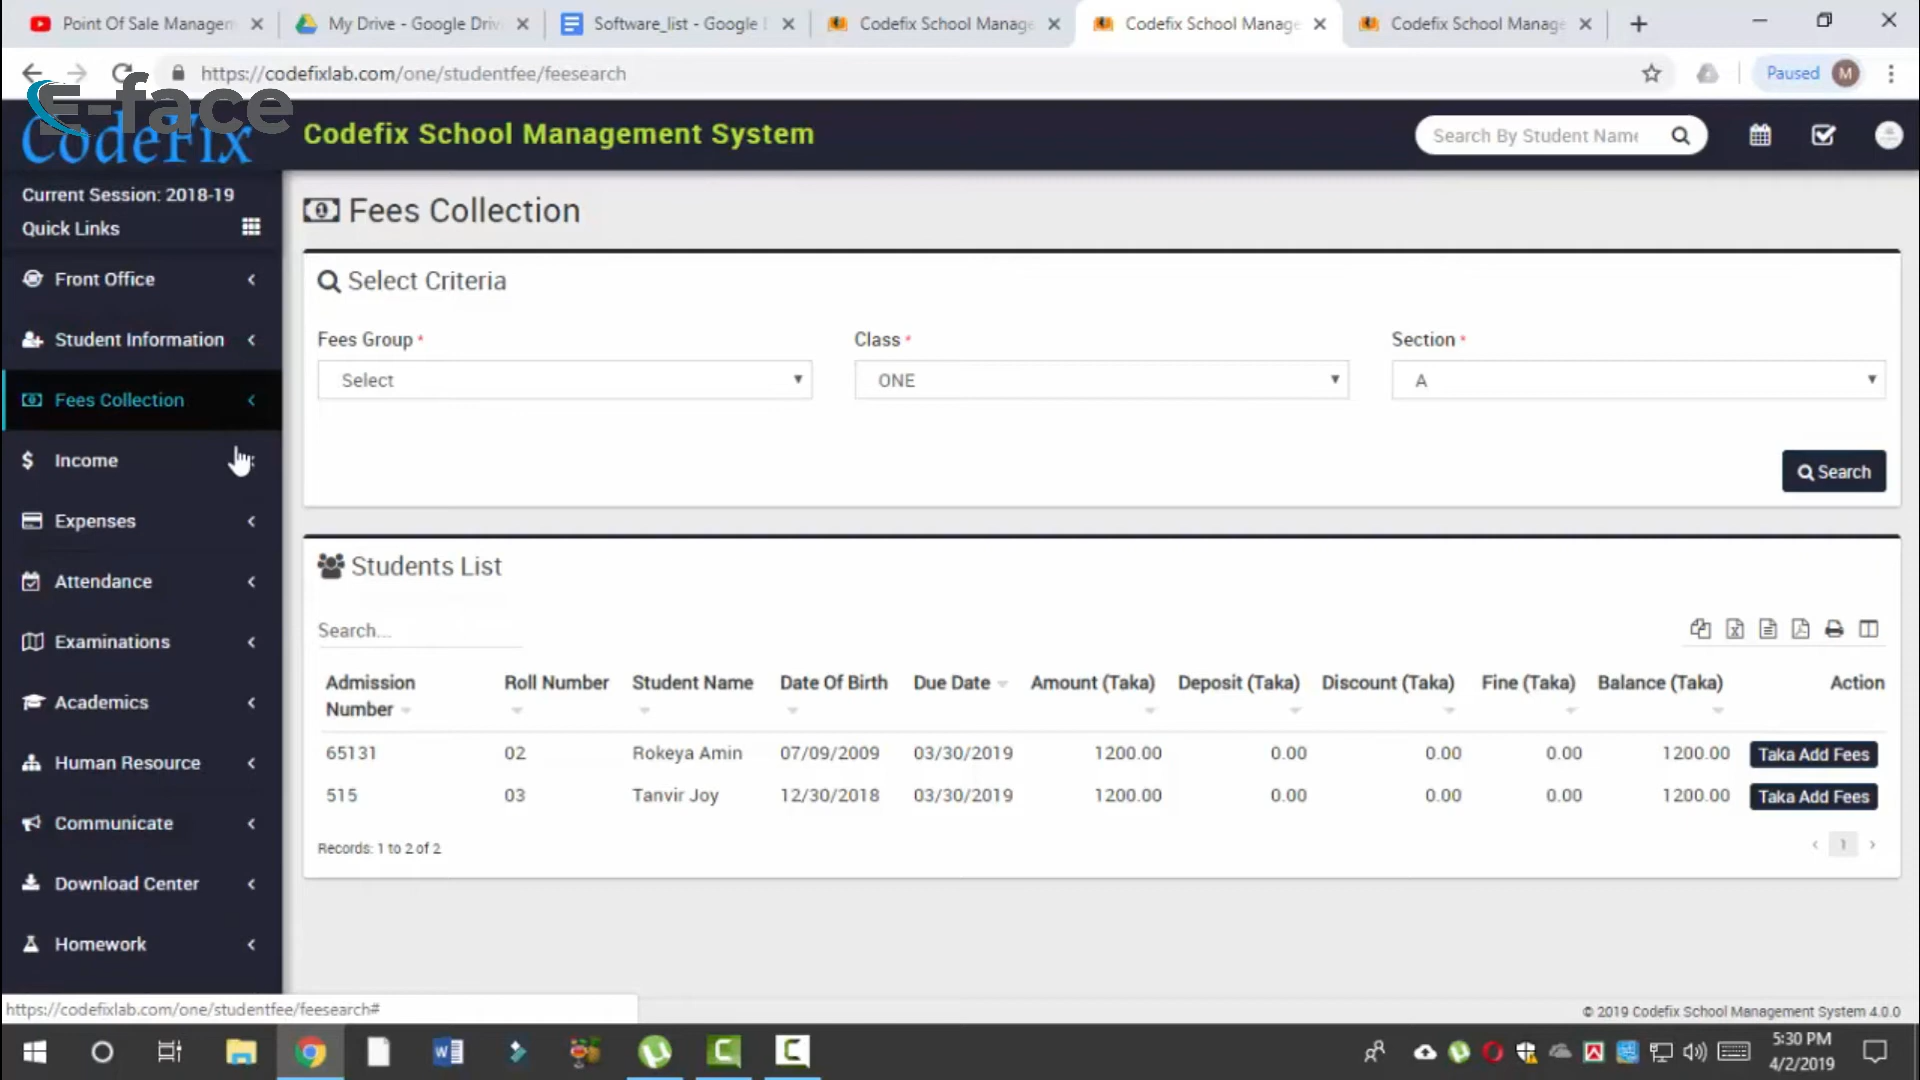 Point Of Sale Managem
My Drive - Google Driv
Software_list - Google
Codefix School Manage
Codefix School Manage
Codefix School Manage
https://codefixlab.com/one/studentfee/feesearch
Paused M
E-face
CodeFix
Codefix School Management System
Search By Student Name
Current Session: 2018-19
Quick Links
Front Office
Student Information
Fees Collection
Income
Expenses
Attendance
Examinations
Academics
Human Resource
Communicate
Download Center
Homework
Fees Collection
Select Criteria
Fees Group * Class * Section *
Select ONE A
Search
Students List
Search...
Admission Number Roll Number Student Name Date Of Birth Due Date Amount (Taka) Deposit (Taka) Discount (Taka) Fine (Taka) Balance (Taka) Action
65131 02 Rokeya Amin 07/09/2009 03/30/2019 1200.00 0.00 0.00 0.00 1200.00 Taka Add Fees
515 03 Tanvir Joy 12/30/2018 03/30/2019 1200.00 0.00 0.00 0.00 1200.00 Taka Add Fees
Records: 1 to 2 of 2
1
https://codefixlab.com/one/studentfee/feesearch#
© 2019 Codefix School Management System 4.0.0
5:30 PM
4/2/2019